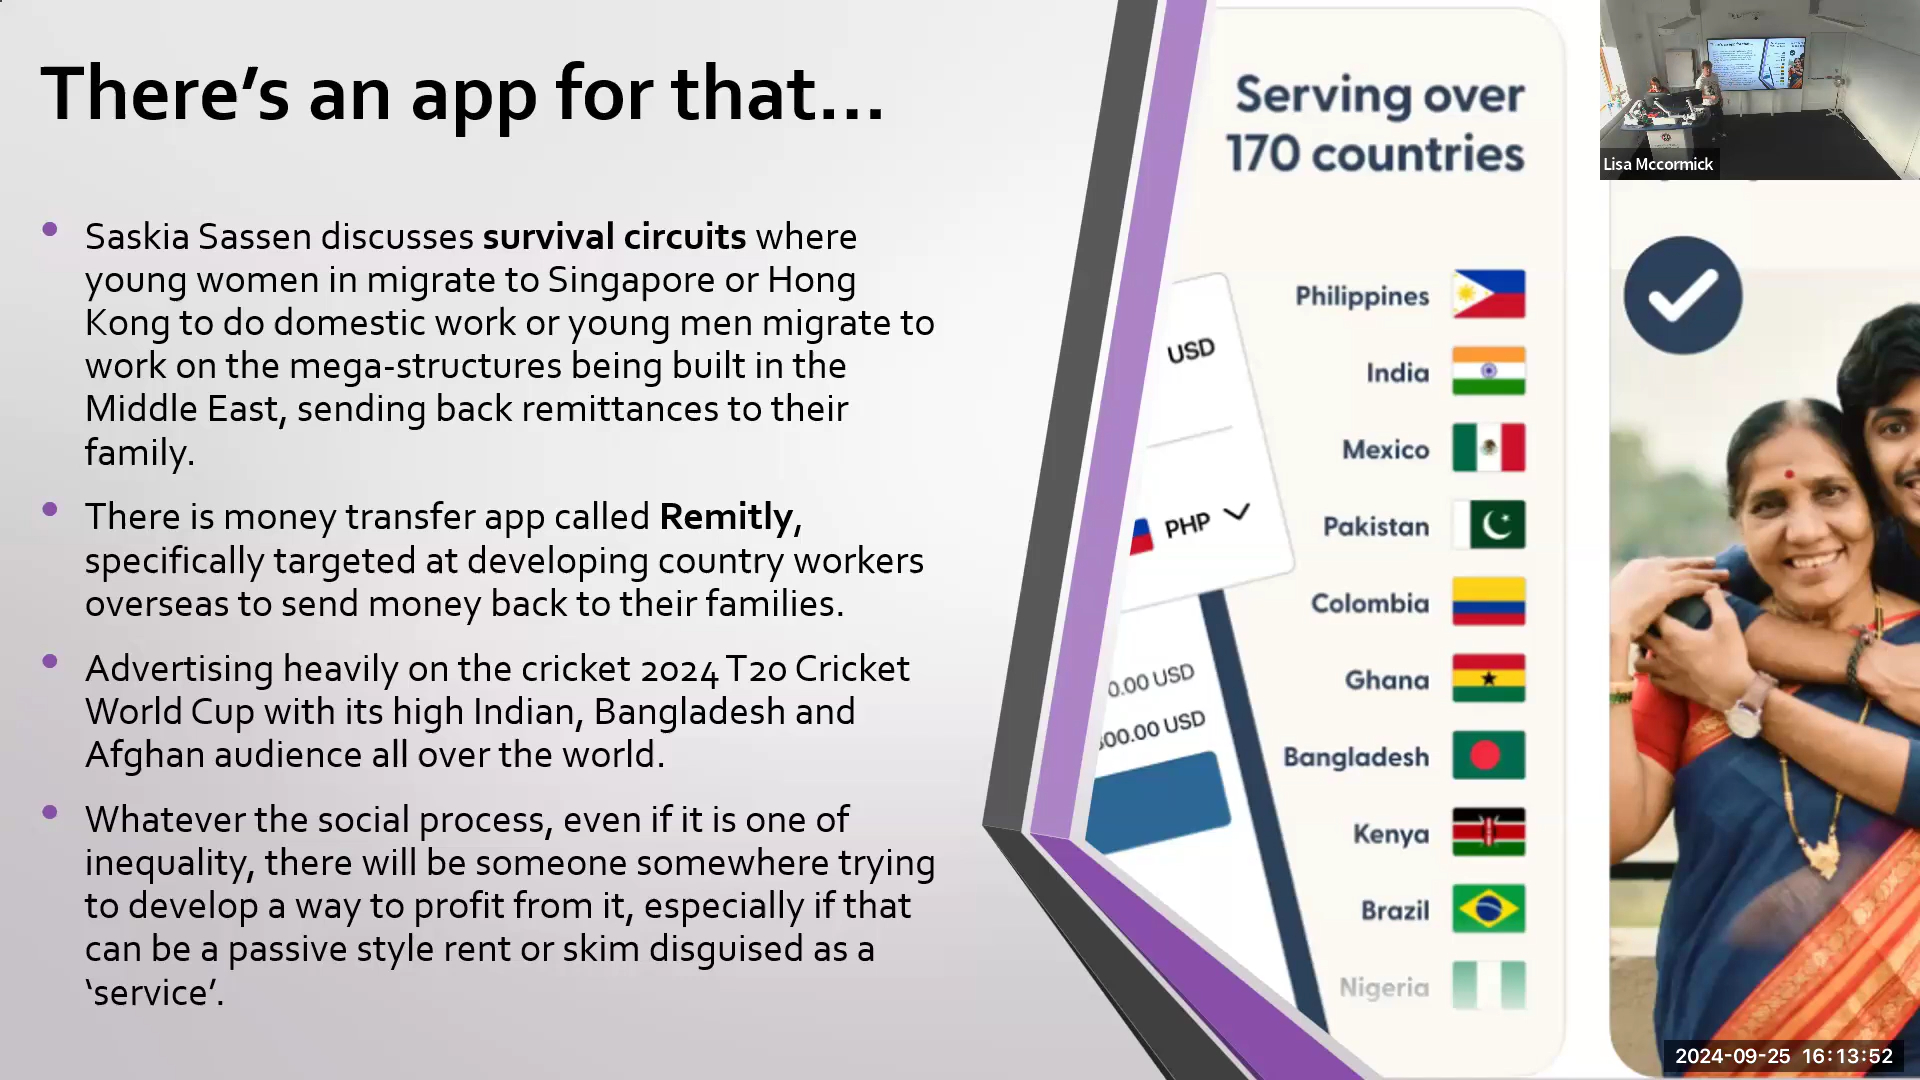 There's an app for that…
Saskia Sassen discusses survival circuits where
young women in migrate to Singapore or Hong
Kong to do domestic work or young men migrate to
work on the mega-structures being built in the
Middle East, sending back remittances to their
family.
There is money transfer app called Remitly,
specifically targeted at developing country workers
overseas to send money back to their families.
Advertising heavily on the cricket 2024 T20 Cricket
World Cup with its high Indian, Bangladesh and
Afghan audience all over the world.
Whatever the social process, even if it is one of
inequality, there will be someone somewhere trying
to develop a way to profit from it, especially if that
can be a passive style rent or skim disguised as a
‘service’.
Serving over
170 countries
USD
PHP
0.00 USD
00.00 USD
Philippines
India
Mexico
Pakistan
Colombia
Ghana
Bangladesh
Kenya
Brazil
Nigeria
Lisa Mccormick
2024-09-25 16:13:52